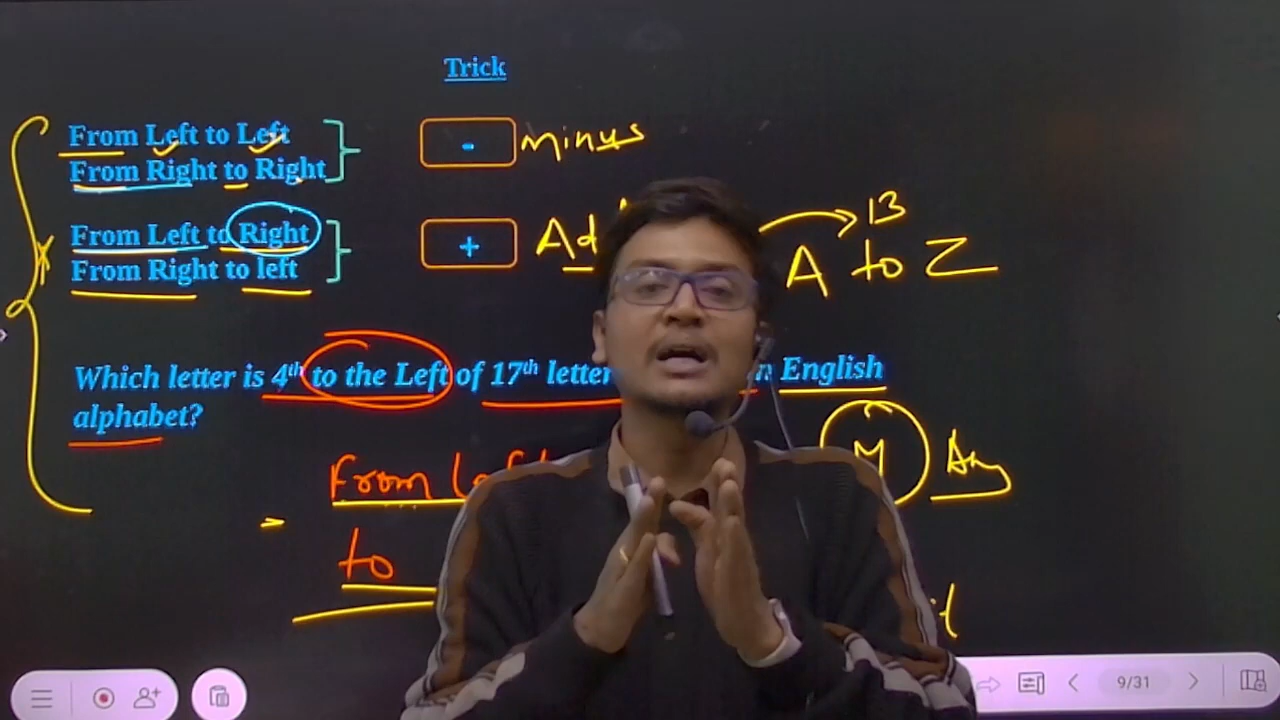 Trick
From Left to Left
From Right to Right
- minus
From Left to Right
From Right to left
+
13
A to Z
Which letter is 4th to the Left of 17th letter English
alphabet?
From
M
to
9/31